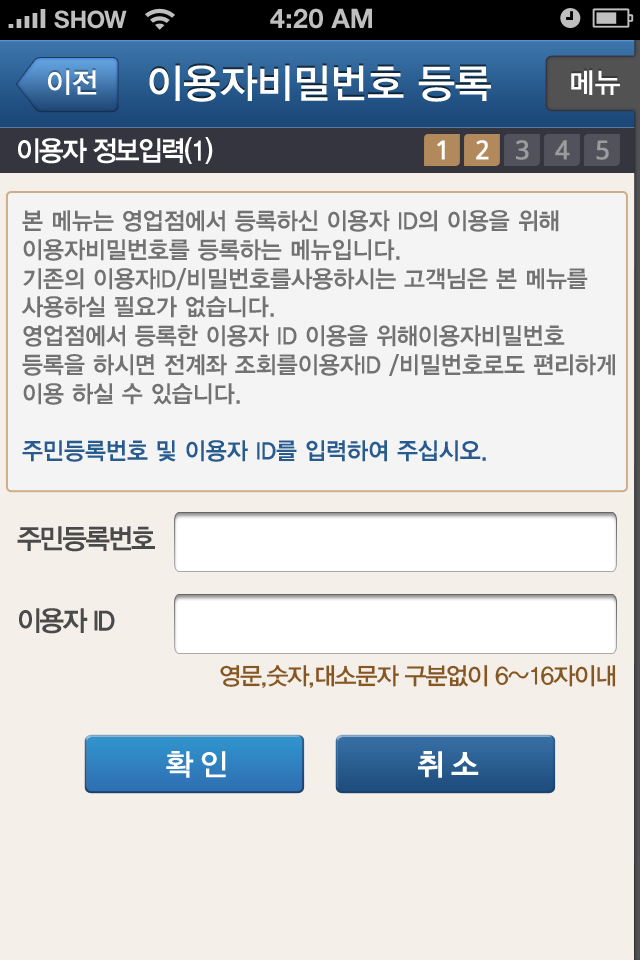 SHOW 4:20 AM
이전 이용자비밀번호 등록 메뉴
이용자 정보입력(1) 1 2 3 4 5
본 메뉴는 영업점에서 등록하신 이용자 ID의 이용을 위해
이용자비밀번호를 등록하는 메뉴입니다.
기존의 이용자ID/비밀번호를사용하시는 고객님은 본 메뉴를
사용하실 필요가 없습니다.
영업점에서 등록한 이용자 ID 이용을 위해이용자비밀번호
등록을 하시면 전계좌 조회를이용자ID /비밀번호로도 편리하게
이용 하실 수 있습니다.
주민등록번호 및 이용자 ID를 입력하여 주십시오.
주민등록번호
이용자 ID
영문,숫자,대소문자 구분없이 6~16자이내
확인 취소